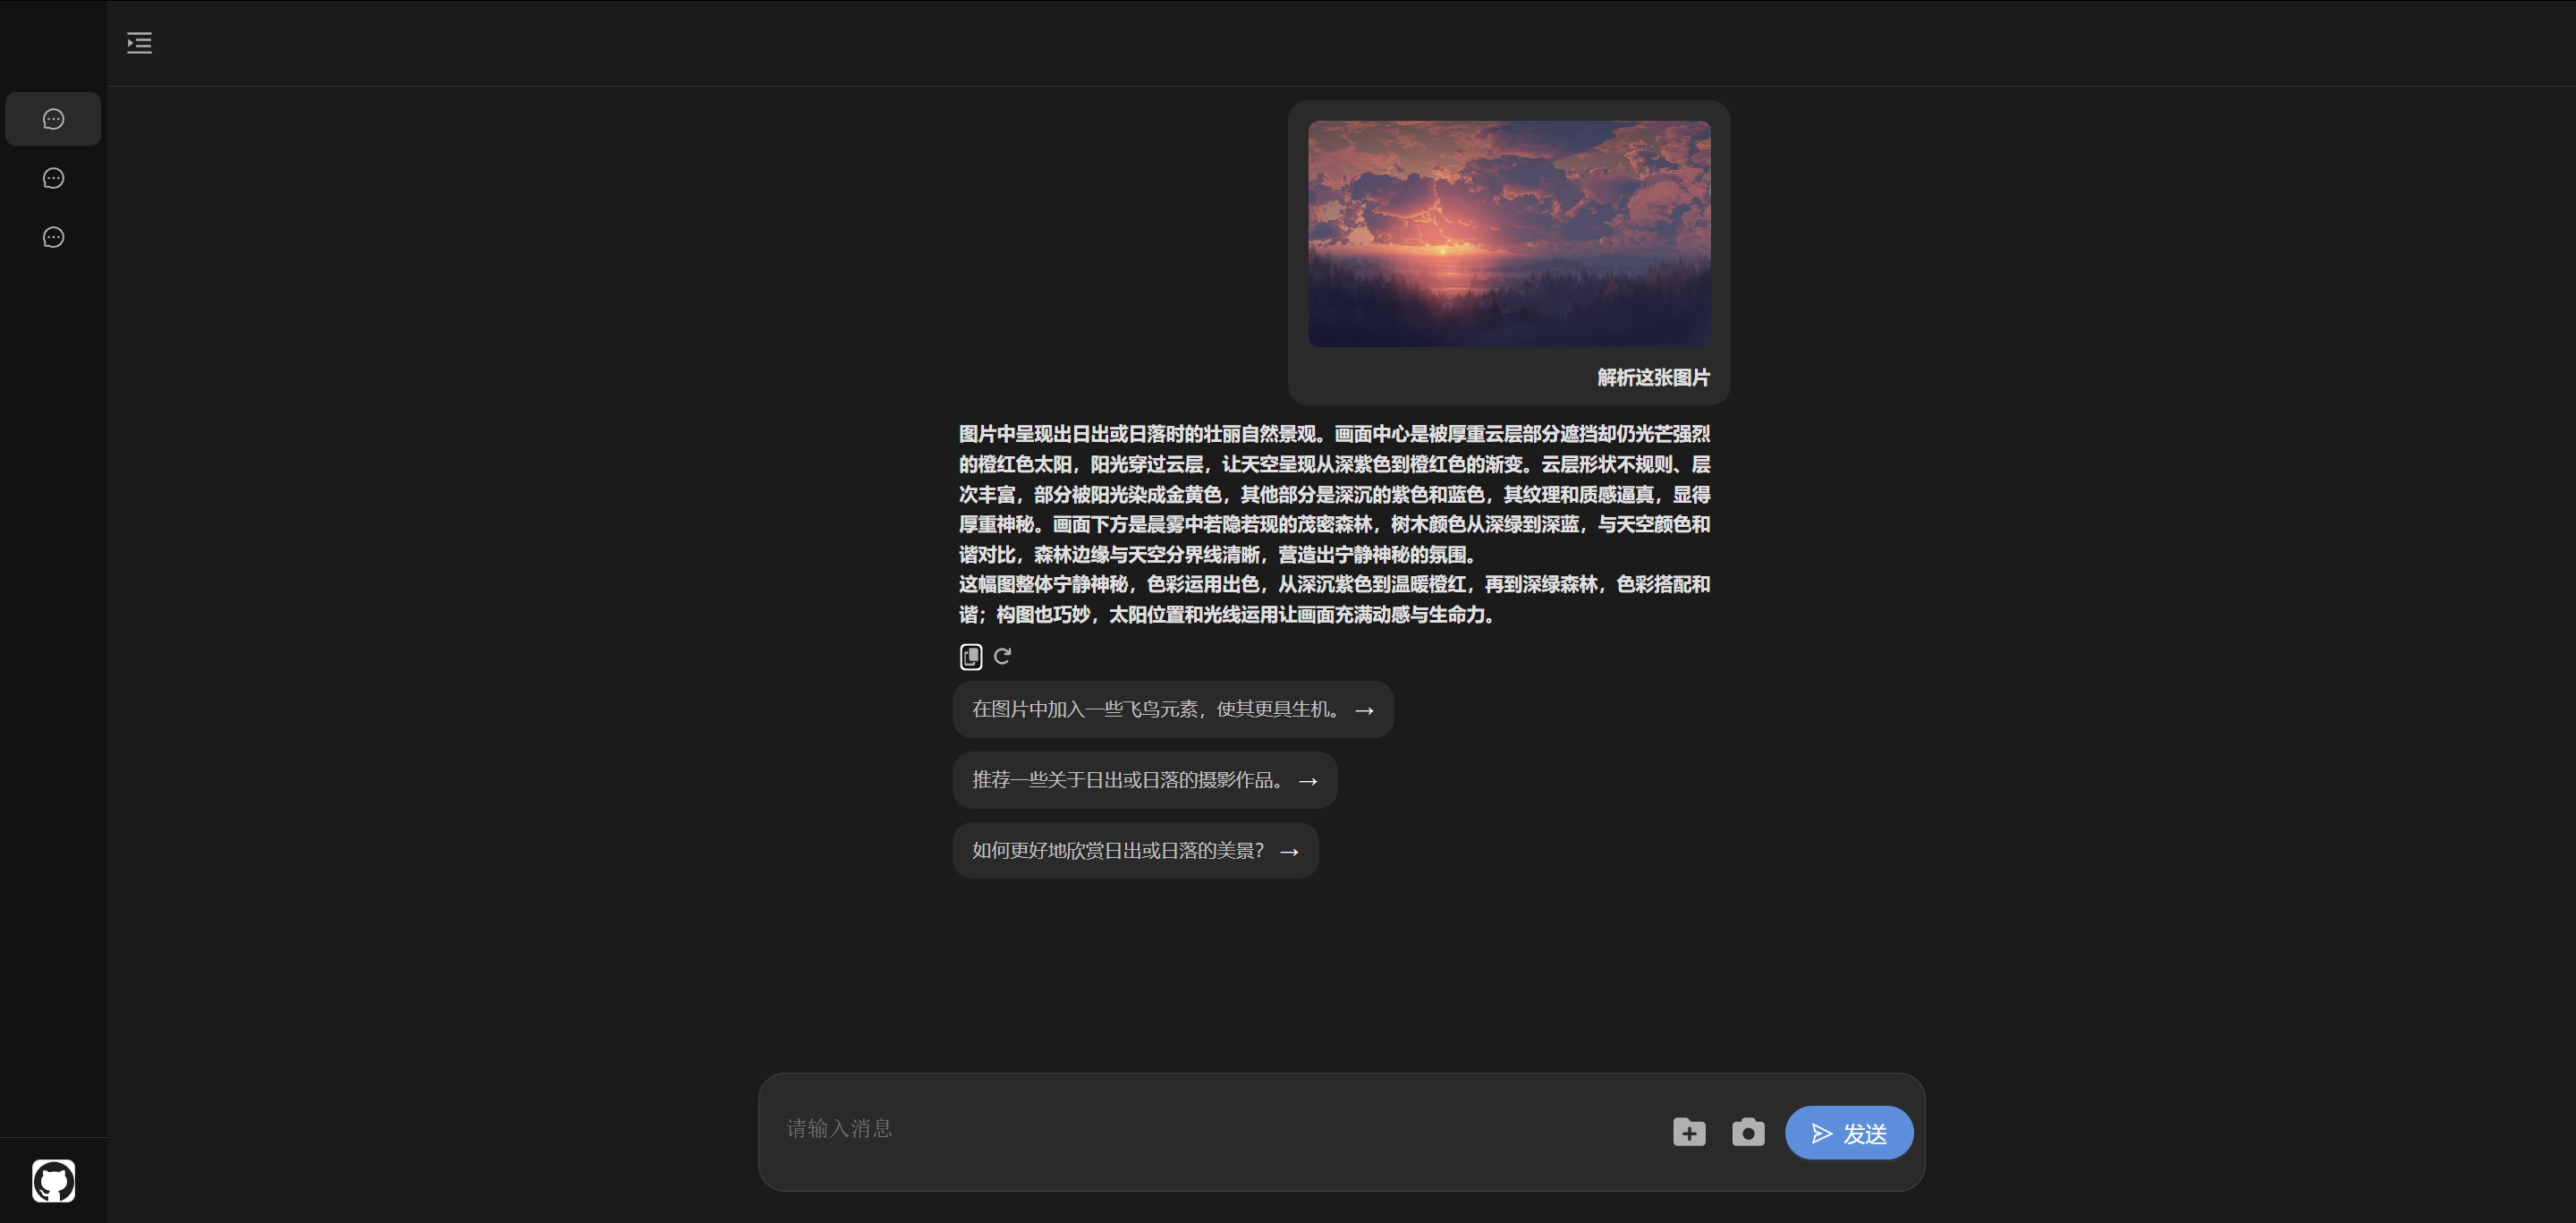 解析这张图片
图片中呈现出日出或日落时的壮丽自然景观。画面中心是被厚重云层部分遮挡却仍光芒强烈
的橙红色太阳，阳光穿过云层，让天空呈现从深紫色到橙红色的渐变。云层形状不规则、层
次丰富，部分被阳光染成金黄色，其他部分是深沉的紫色和蓝色，其纹理和质感逼真，显得
厚重神秘。画面下方是晨雾中若隐若现的茂密森林，树木颜色从深绿到深蓝，与天空颜色和
谐对比，森林边缘与天空分界线清晰，营造出宁静神秘的氛围。
这幅图整体宁静神秘，色彩运用出色，从深沉紫色到温暖橙红，再到深绿森林，色彩搭配和
谐；构图也巧妙，太阳位置和光线运用让画面充满动感与生命力。
在图片中加入一些飞鸟元素，使其更具生机。 →
推荐一些关于日出或日落的摄影作品。 →
如何更好地欣赏日出或日落的美景？ →
请输入消息
发送